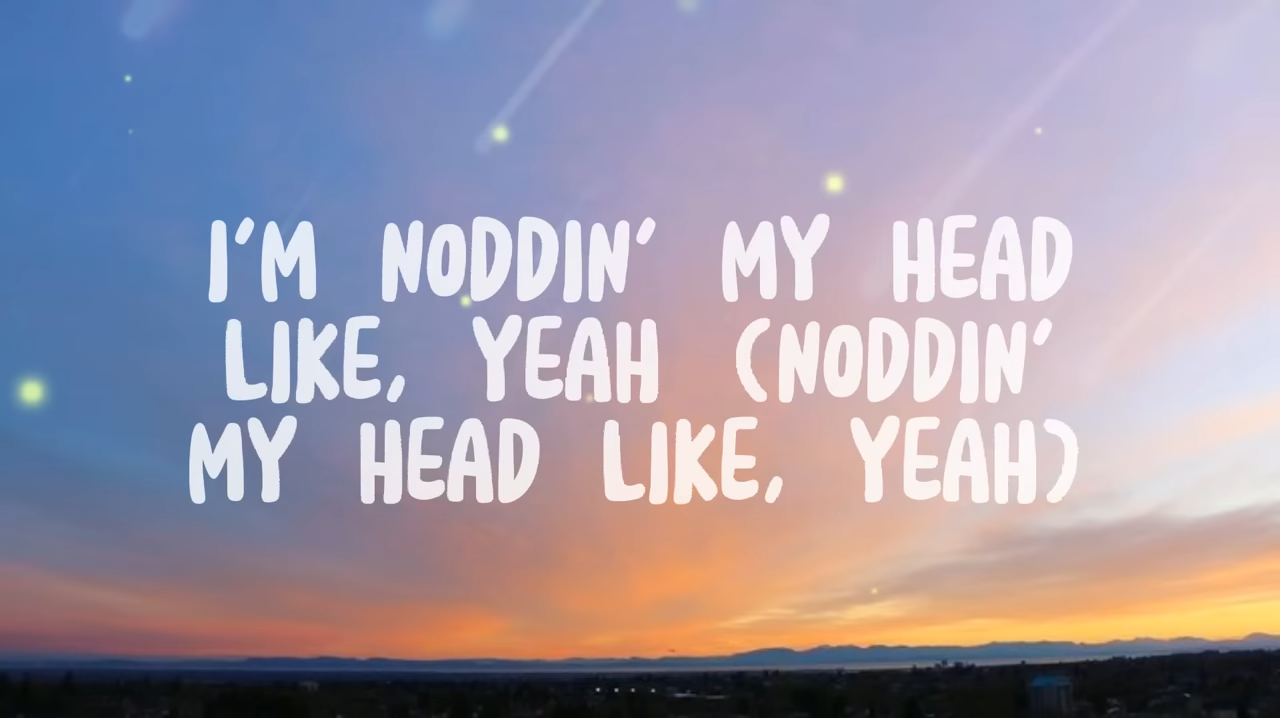 I'M NODDIN' MY HEAD
LIKE, YEAH (NODDIN'
MY HEAD LIKE, YEAH)